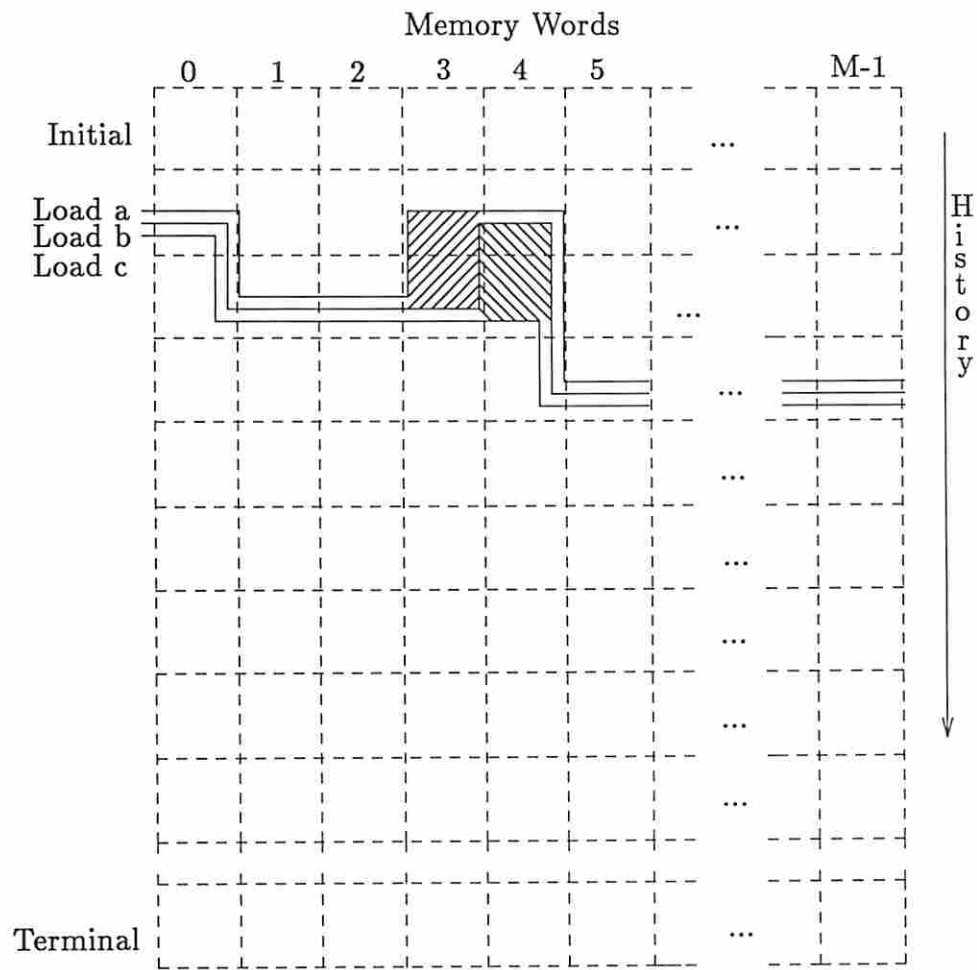 Memory Words
0 1 2 3 4 5 M-1
Initial ...
Load a
Load b ...
Load c
...
...
...
...
...
...
...
Terminal ...
History